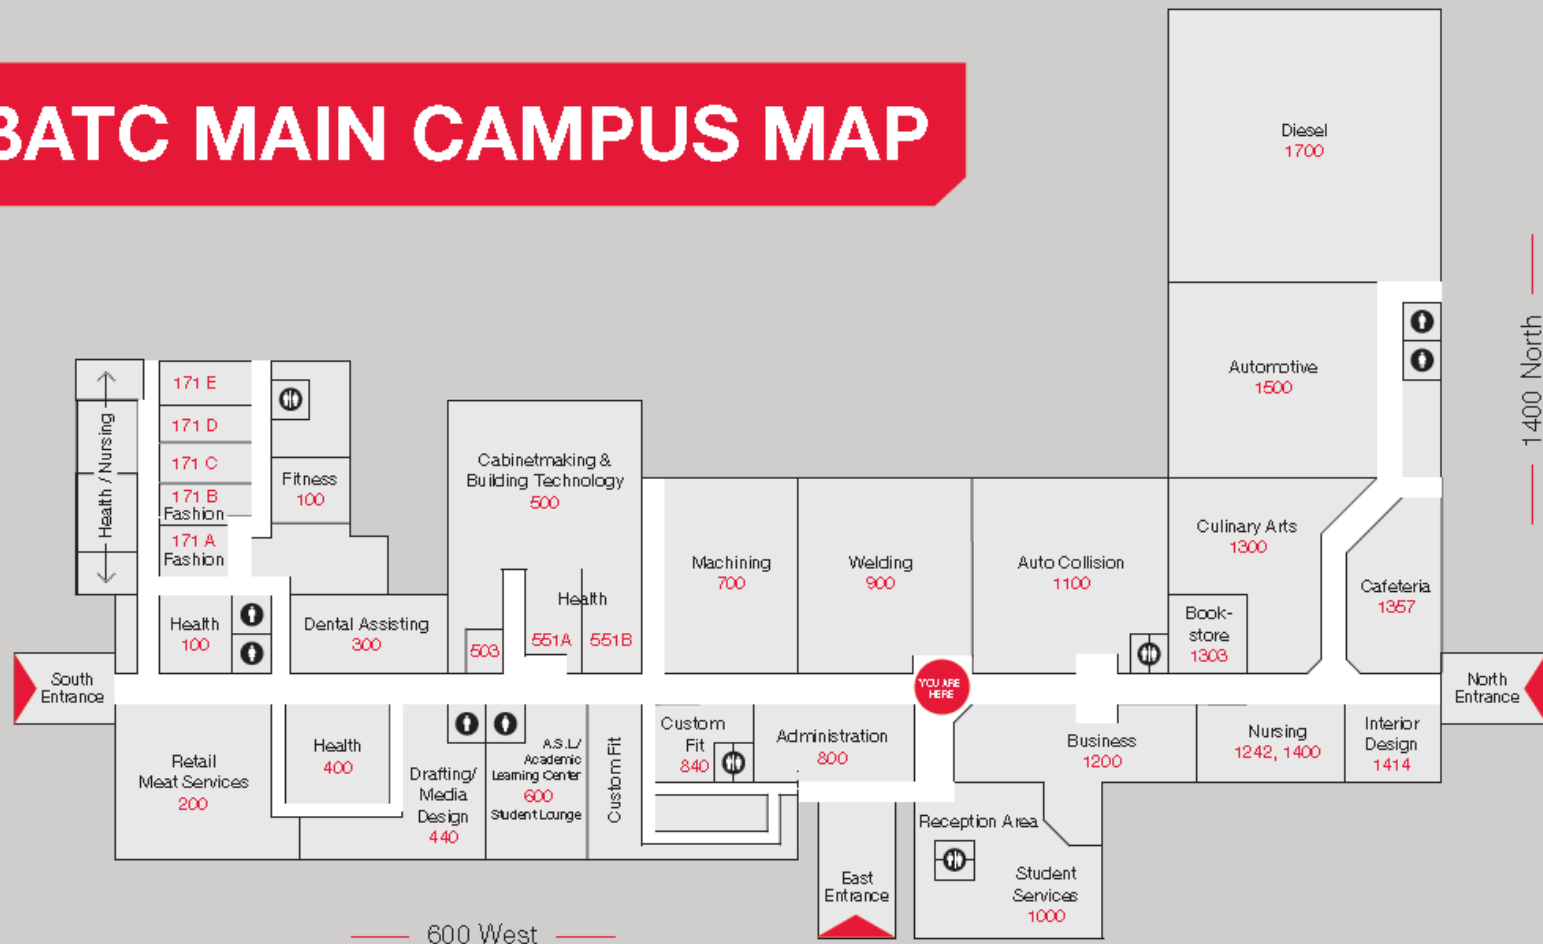 BATC MAIN CAMPUS MAP
Diesel
1700
1400 North
Automotive
1500
171 E
171 D
171 C
171 B
Fashion
171 A
Fashion
Health / Nursing
Fitness
100
Cabinetmaking &
Building Technology
500
Health
551A
551B
503
Machining
700
Welding
900
Auto Collision
1100
Culinary Arts
1300
Cafeteria
1357
Book-
store
1303
Health
100
Dental Assisting
300
South
Entrance
YOU ARE
HERE
North
Entrance
Retail
Meat Services
200
Health
400
Drafting/
Media
Design
440
A.S.L/
Academic
Learning Center
600
Student Lounge
Custom Fit
Custom
Fit
840
Administration
800
Business
1200
Nursing
1242, 1400
Interior
Design
1414
Reception Area
Student
Services
1000
East
Entrance
600 West